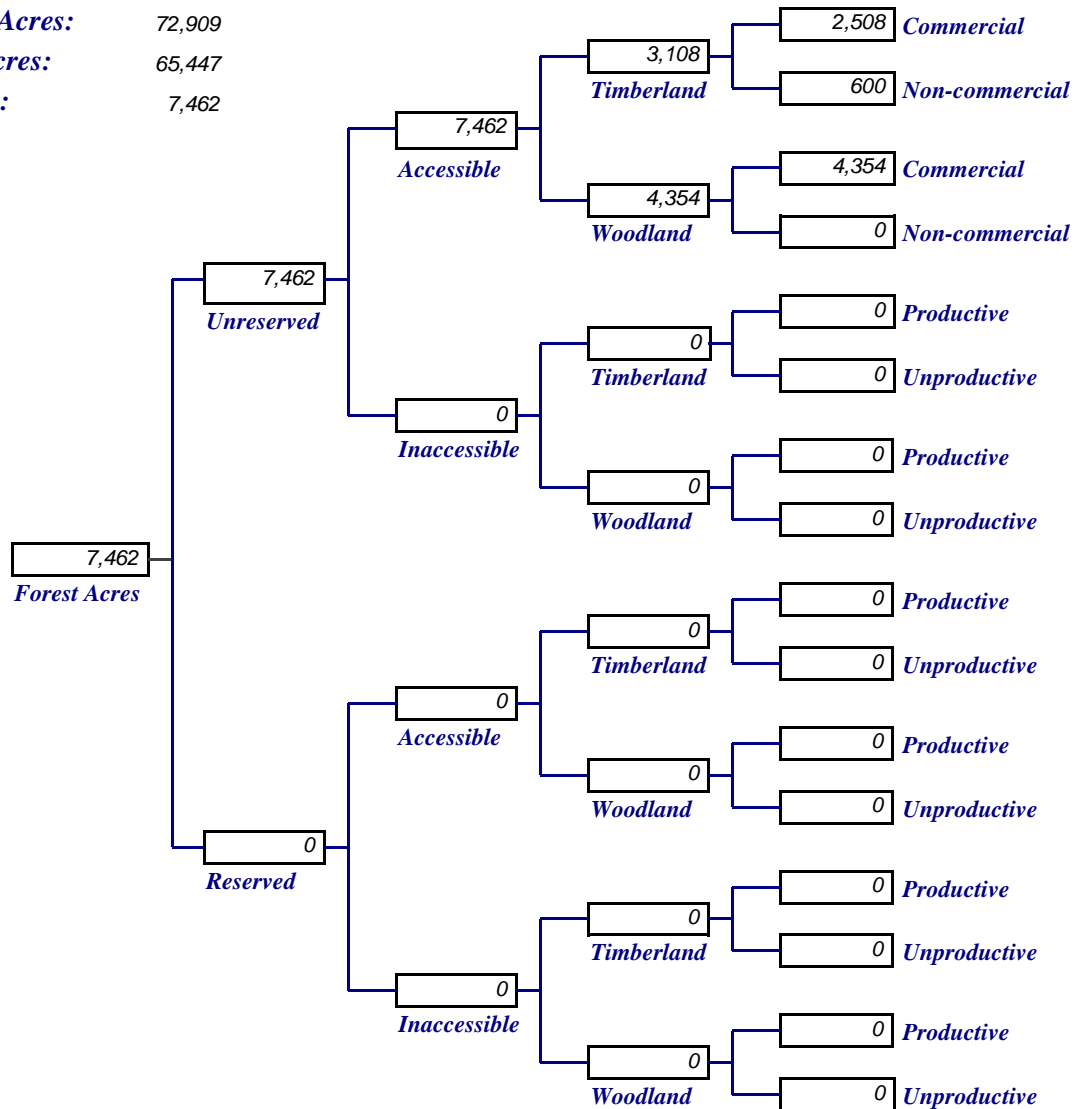 Acres: 72,909
cres: 65,447
: 7,462
2,508 Commercial
3,108
Timberland
600 Non-commercial
7,462
Accessible
4,354 Commercial
4,354
Woodland
0 Non-commercial
7,462
Unreserved
0 Productive
0
Timberland
0 Unproductive
0
Inaccessible
0 Productive
0
Woodland
0 Unproductive
7,462
Forest Acres
0 Productive
0
Timberland
0 Unproductive
0
Accessible
0 Productive
0
Woodland
0 Unproductive
0
Reserved
0 Productive
0
Timberland
0 Unproductive
0
Inaccessible
0 Productive
0
Woodland
0 Unproductive